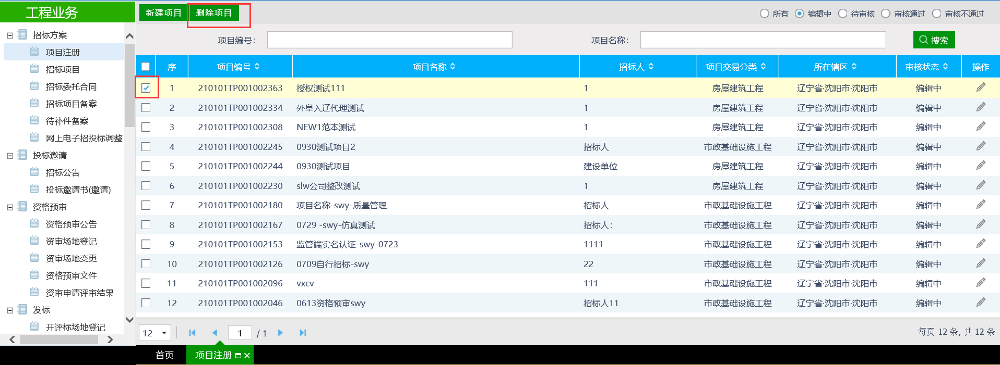 工程业务
新建项目 删除项目 所有 编辑中 待审核 审核通过 审核不通过
招标方案
项目注册
招标项目
招标委托合同
招标项目备案
待补件备案
网上电子招投标调整
投标邀请
招标公告
投标邀请书(邀请)
资格预审
资格预审公告
资审场地登记
资审场地变更
资格预审文件
资审申请评审结果
发标
开评标场地登记
项目编号: 项目名称: 搜索
序 项目编号 项目名称 招标人 项目交易分类 所在辖区 审核状态 操作
1 210101TP001002363 授权测试111 1 房屋建筑工程 辽宁省·沈阳市·沈阳市 编辑中
2 210101TP001002334 外阜入辽代理测试 1 房屋建筑工程 辽宁省·沈阳市·沈阳市 编辑中
3 210101TP001002308 NEW1范本测试 1 房屋建筑工程 辽宁省·沈阳市·沈阳市 编辑中
4 210101TP001002245 0930测试项目2 招标人 市政基础设施工程 辽宁省·沈阳市·沈阳市 编辑中
5 210101TP001002244 0930测试项目 建设单位 房屋建筑工程 辽宁省·沈阳市·沈阳市 编辑中
6 210101TP001002230 slw公司整改测试 1 房屋建筑工程 辽宁省·沈阳市·沈阳市 编辑中
7 210101TP001002180 项目名称-swy-质量管理 招标人 市政基础设施工程 辽宁省·沈阳市·沈阳市 编辑中
8 210101TP001002167 0729 -swy-仿真测试 招标人: 市政基础设施工程 辽宁省·沈阳市·沈阳市 编辑中
9 210101TP001002153 监管端实名认证-swy-0723 1111 市政基础设施工程 辽宁省·沈阳市·沈阳市 编辑中
10 210101TP001002126 0709自行招标-swy 22 市政基础设施工程 辽宁省·沈阳市·沈阳市 编辑中
11 210101TP001002096 vxcv 111 市政基础设施工程 辽宁省·沈阳市·沈阳市 编辑中
12 210101TP001002046 0613资格预审swy 招标人11 市政基础设施工程 辽宁省·沈阳市·沈阳市 编辑中
12 1 / 1 每页 12 条, 共 12 条
首页 项目注册